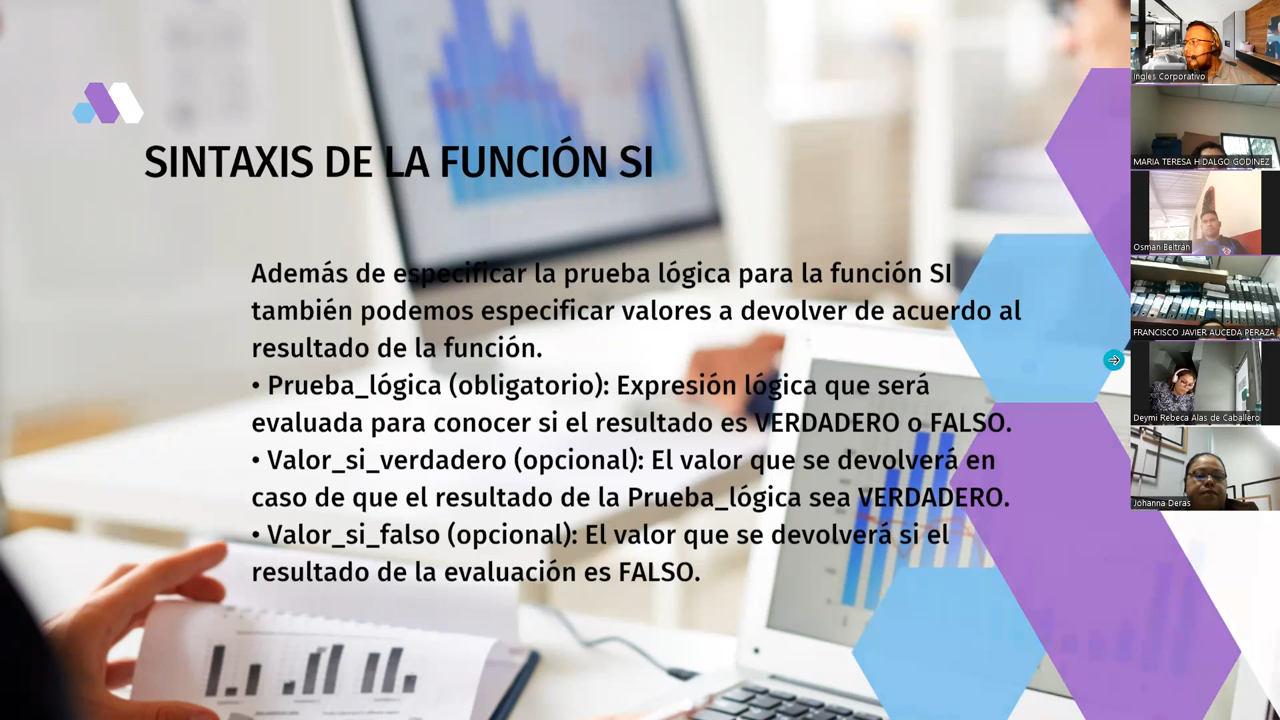 SINTAXIS DE LA FUNCIÓN SI
Además de especificar la prueba lógica para la función SI
también podemos especificar valores a devolver de acuerdo al
resultado de la función.
• Prueba_lógica (obligatorio): Expresión lógica que será
evaluada para conocer si el resultado es VERDADERO o FALSO.
• Valor_si_verdadero (opcional): El valor que se devolverá en
caso de que el resultado de la Prueba_lógica sea VERDADERO.
• Valor_si_falso (opcional): El valor que se devolverá si el
resultado de la evaluación es FALSO.
Ingles Corporativo
MARIA TERESA HIDALGO GODINEZ
Osman Beltrán
FRANCISCO JAVIER AUCEDA PERAZA
Deymi Rebeca Alas de Caballero
Johanna Deras